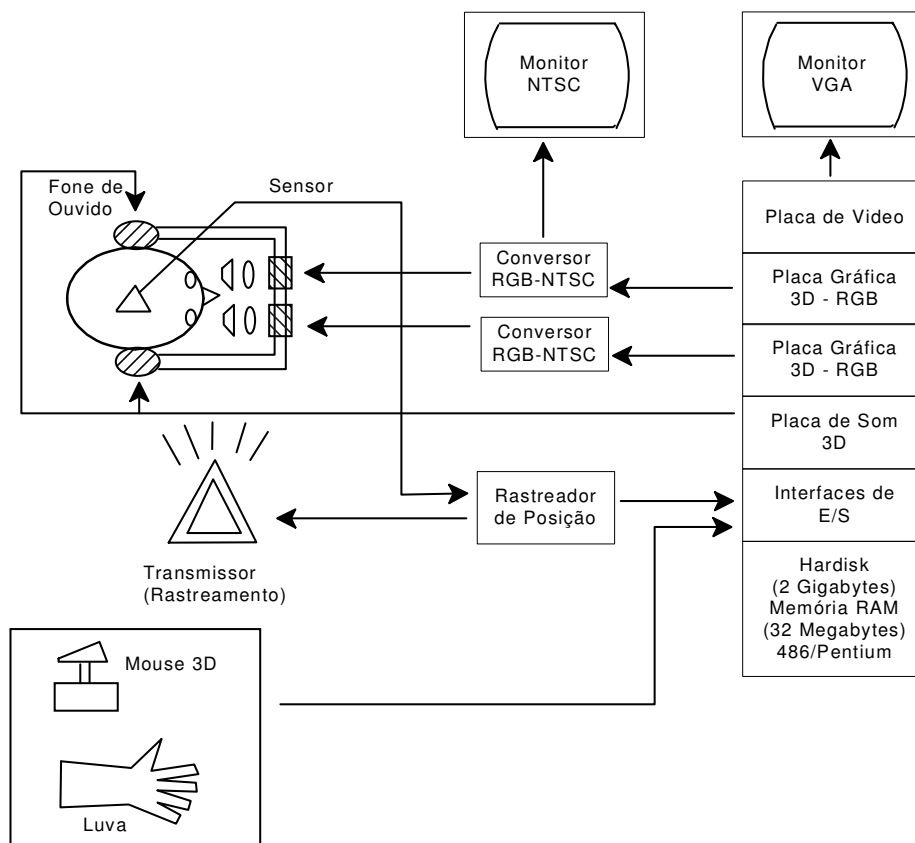 Monitor
NTSC
Monitor
VGA
Fone de
Ouvido
Sensor
Placa de Video
Conversor
RGB-NTSC
Placa Gráfica
3D - RGB
Conversor
RGB-NTSC
Placa Gráfica
3D - RGB
Placa de Som
3D
Rastreador
de Posição
Interfaces de
E/S
Transmissor
(Rastreamento)
Hardisk
(2 Gigabytes)
Memória RAM
(32 Megabytes)
486/Pentium
Mouse 3D
Luva